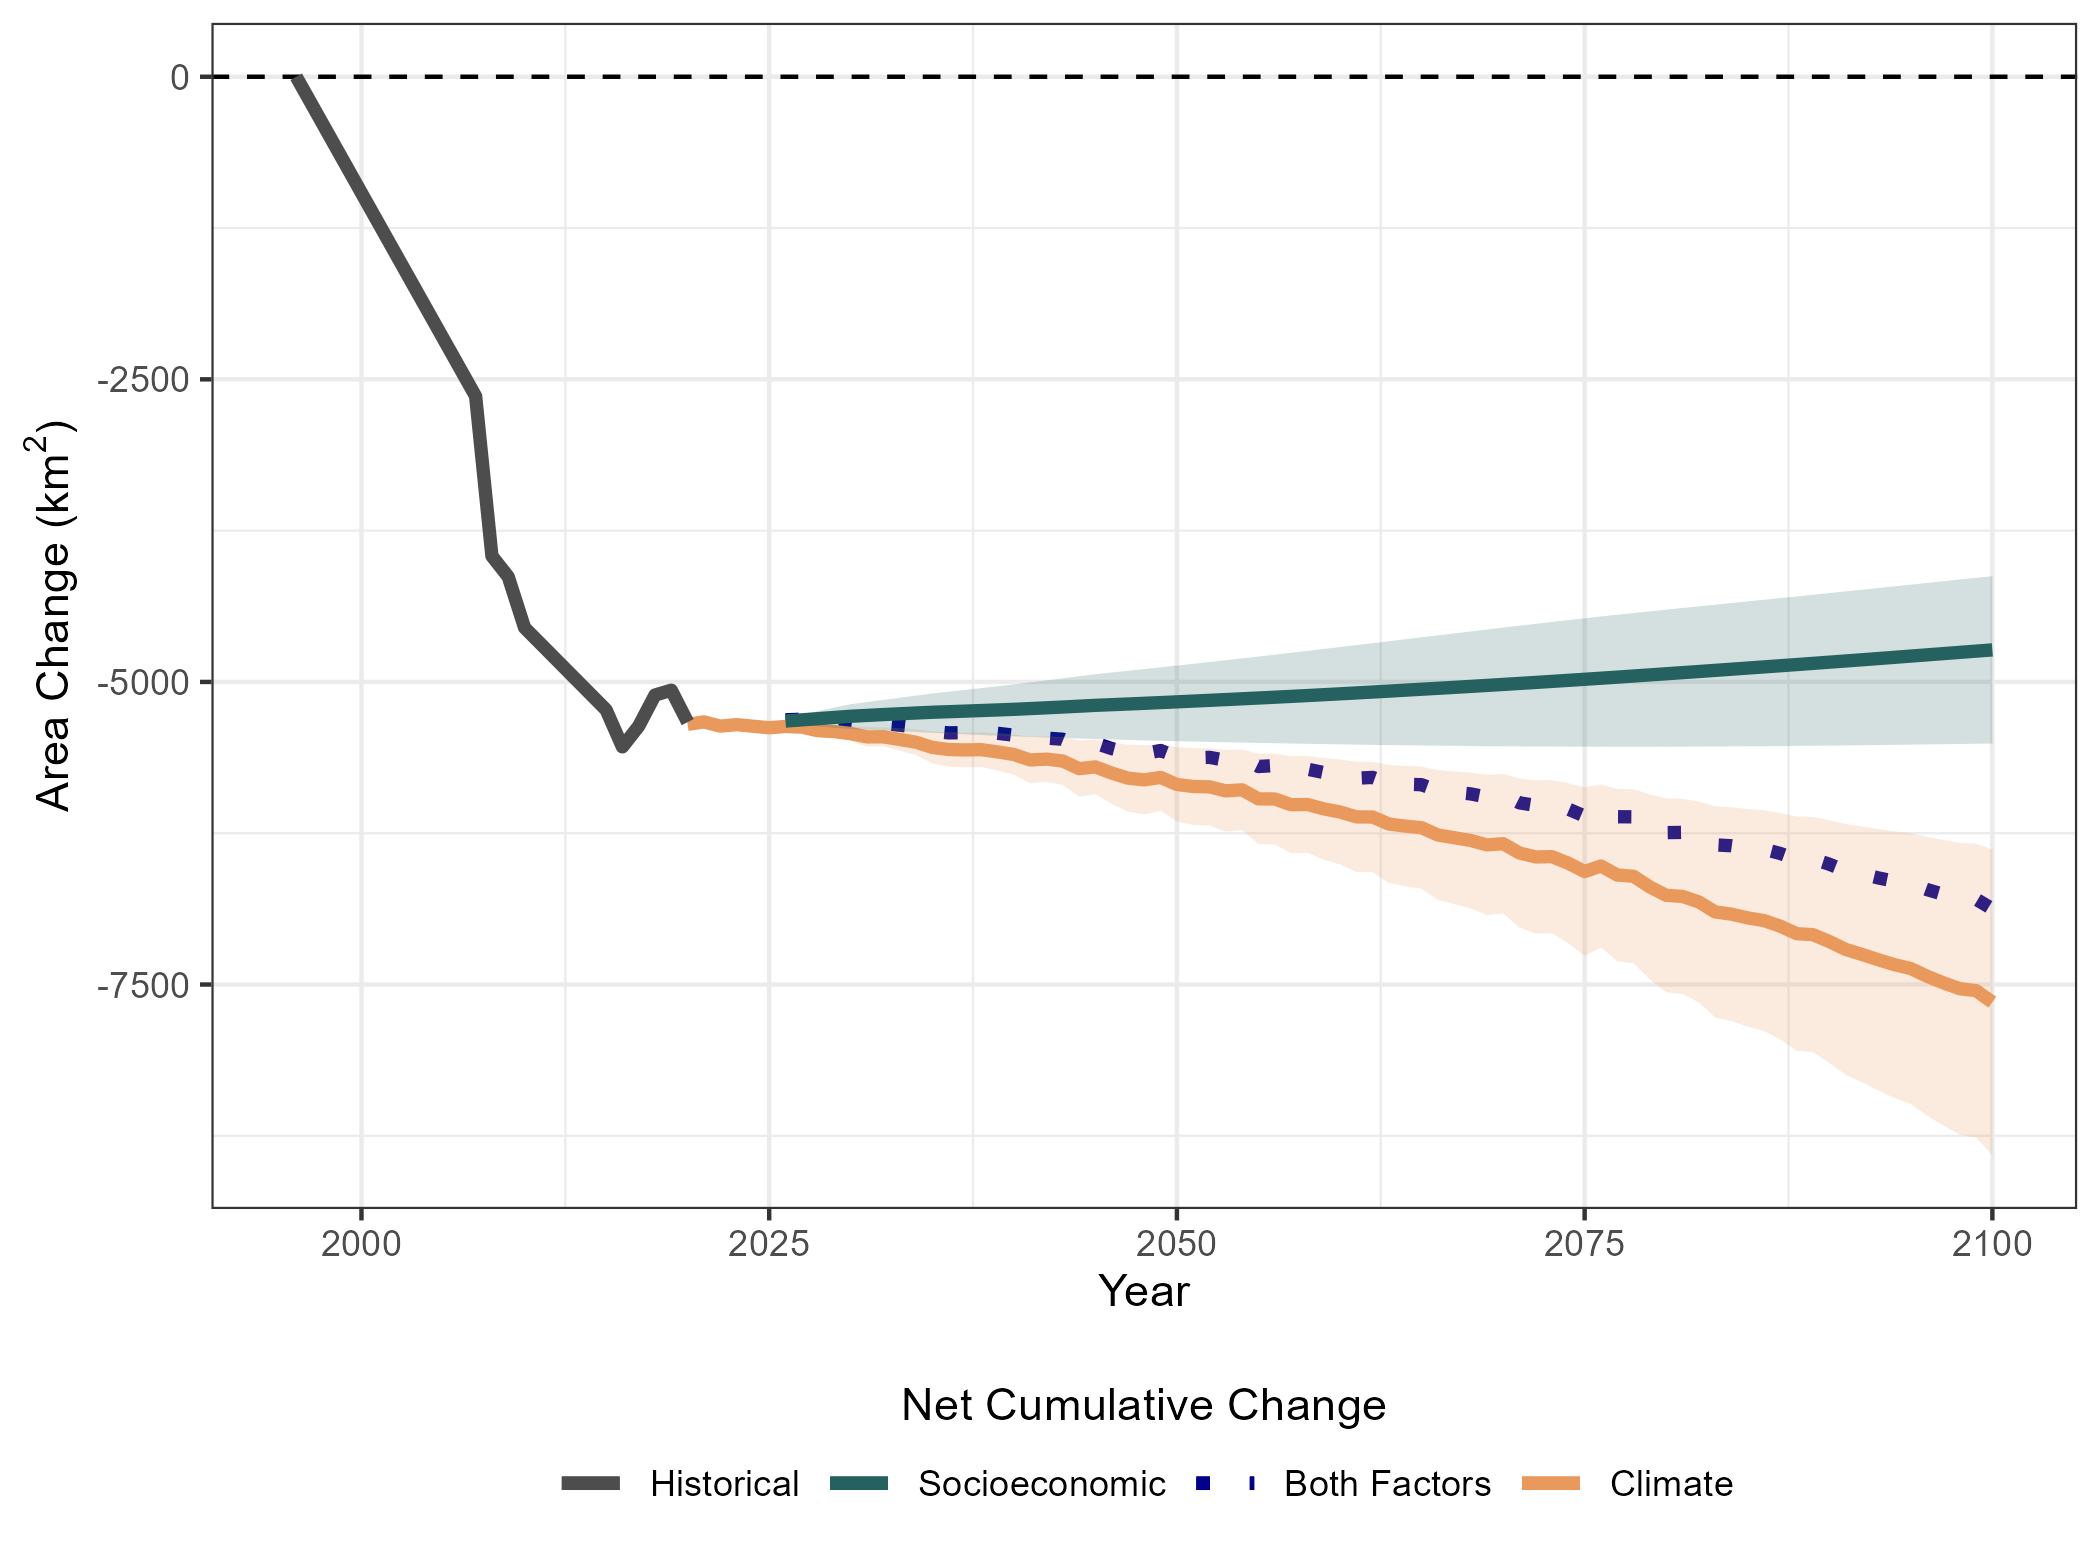 0
-2500
-5000
-7500
Area Change (km²)
2000 2025 2050 2075 2100
Year
Net Cumulative Change
Historical Socioeconomic Both Factors Climate